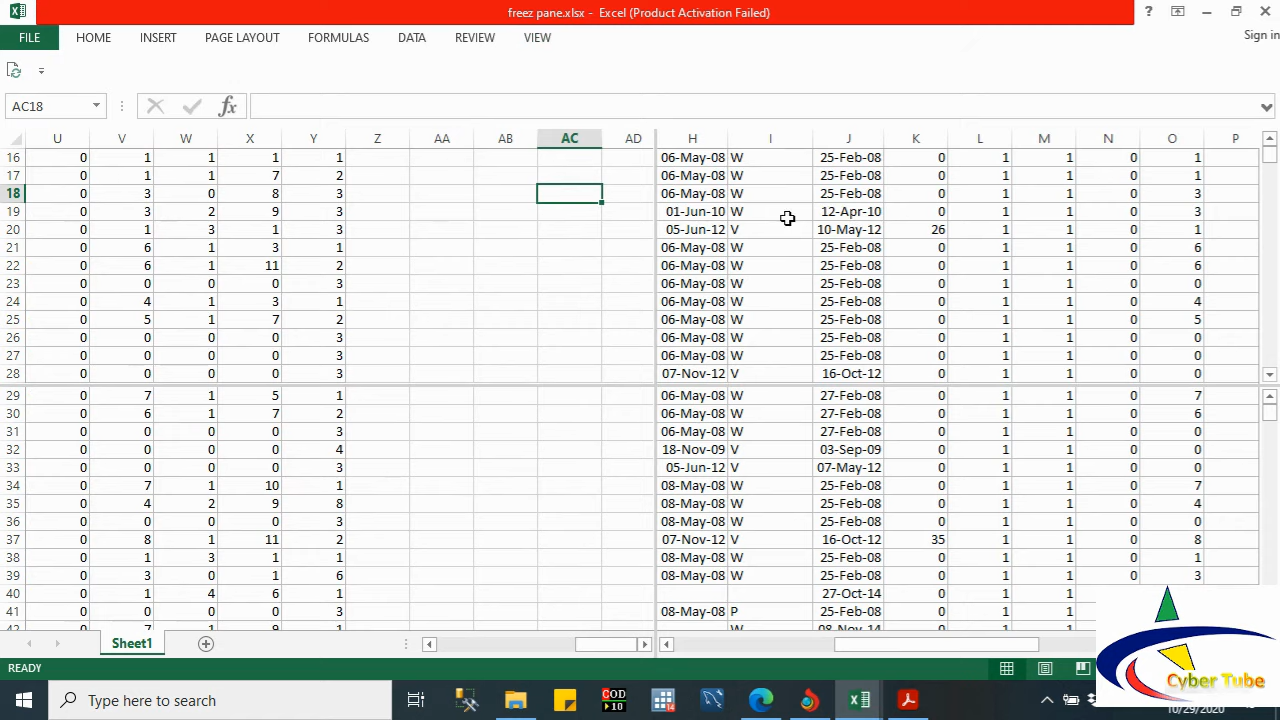 freez pane.xlsx - Excel (Product Activation Failed)
FILE HOME INSERT PAGE LAYOUT FORMULAS DATA REVIEW VIEW Sign in
AC18 fx
U V W X Y Z AA AB AC AD H I J K L M N O P
16 0 1 1 1 1 06-May-08 W 25-Feb-08 0 1 1 0 1
17 0 1 1 7 2 06-May-08 W 25-Feb-08 0 1 1 0 1
18 0 3 0 8 3 06-May-08 W 25-Feb-08 0 1 1 0 3
19 0 3 2 9 3 01-Jun-10 W 12-Apr-10 0 1 1 0 3
20 0 1 3 1 3 05-Jun-12 V 10-May-12 26 1 1 0 1
21 0 6 1 3 1 06-May-08 W 25-Feb-08 0 1 1 0 6
22 0 6 1 11 2 06-May-08 W 25-Feb-08 0 1 1 0 6
23 0 0 0 0 3 06-May-08 W 25-Feb-08 0 1 1 0 0
24 0 4 1 3 1 06-May-08 W 25-Feb-08 0 1 1 0 4
25 0 5 1 7 2 06-May-08 W 25-Feb-08 0 1 1 0 5
26 0 0 0 0 3 06-May-08 W 25-Feb-08 0 1 1 0 0
27 0 0 0 0 3 06-May-08 W 25-Feb-08 0 1 1 0 0
28 0 0 0 0 3 07-Nov-12 V 16-Oct-12 0 1 1 0 0
29 0 7 1 5 1 06-May-08 W 27-Feb-08 0 1 1 0 7
30 0 6 1 7 2 06-May-08 W 27-Feb-08 0 1 1 0 6
31 0 0 0 0 3 06-May-08 W 27-Feb-08 0 1 1 0 0
32 0 0 0 0 4 18-Nov-09 V 03-Sep-09 0 1 1 0 0
33 0 0 0 0 3 05-Jun-12 V 07-May-12 0 1 1 0 0
34 0 7 1 10 1 08-May-08 W 25-Feb-08 0 1 1 0 7
35 0 4 2 9 8 08-May-08 W 25-Feb-08 0 1 1 0 4
36 0 0 0 0 3 08-May-08 W 25-Feb-08 0 1 1 0 0
37 0 8 1 11 2 07-Nov-12 V 16-Oct-12 35 1 1 0 8
38 0 1 3 1 1 08-May-08 W 25-Feb-08 0 1 1 0 1
39 0 3 0 1 6 08-May-08 W 25-Feb-08 0 1 1 0 3
40 0 1 4 6 1 27-Oct-14 0 1 1
41 0 0 0 0 3 08-May-08 P 25-Feb-08 0 1 1
42 0 7 1 9 1 W 08-Nov-14 0 1 1
Sheet1
READY
Cyber Tube
Type here to search
COD
10
10/29/2020